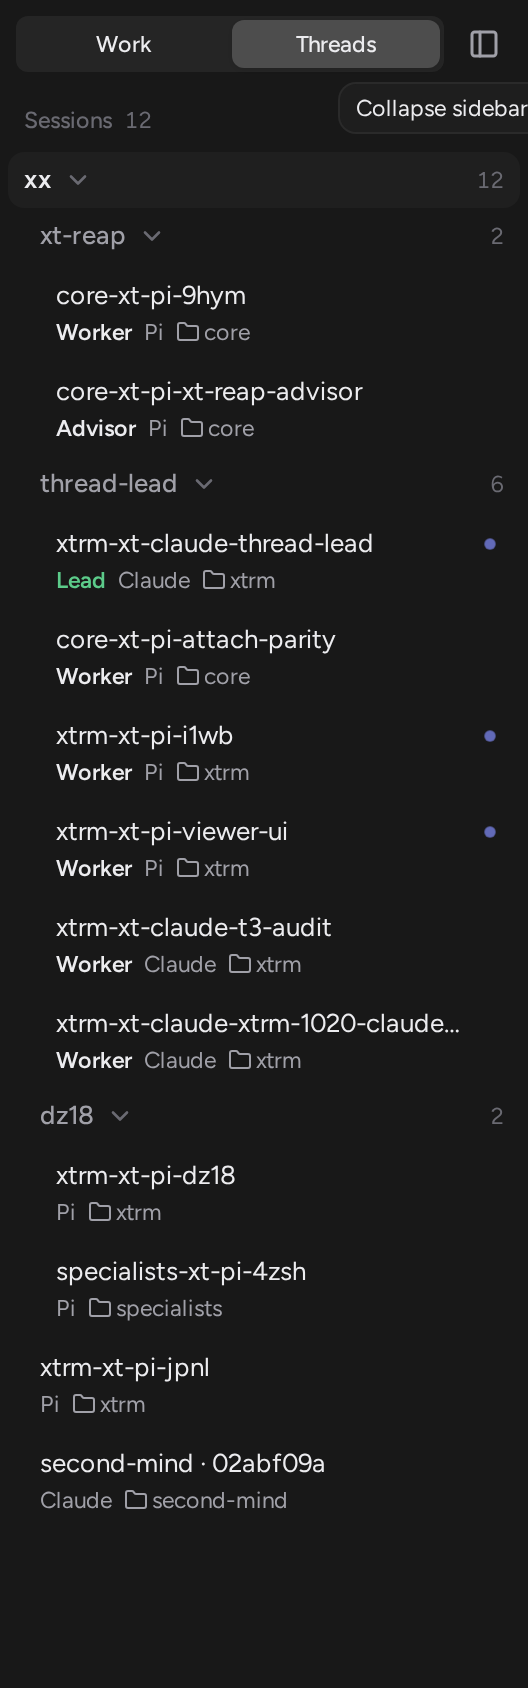 Work
Threads
Collapse sidebar
Sessions 12
xx 12
xt-reap 2
core-xt-pi-9hym
Worker Pi core
core-xt-pi-xt-reap-advisor
Advisor Pi core
thread-lead 6
xtrm-xt-claude-thread-lead
Lead Claude xtrm
core-xt-pi-attach-parity
Worker Pi core
xtrm-xt-pi-i1wb
Worker Pi xtrm
xtrm-xt-pi-viewer-ui
Worker Pi xtrm
xtrm-xt-claude-t3-audit
Worker Claude xtrm
xtrm-xt-claude-xtrm-1020-claude...
Worker Claude xtrm
dz18 2
xtrm-xt-pi-dz18
Pi xtrm
specialists-xt-pi-4zsh
Pi specialists
xtrm-xt-pi-jpnl
Pi xtrm
second-mind · 02abf09a
Claude second-mind